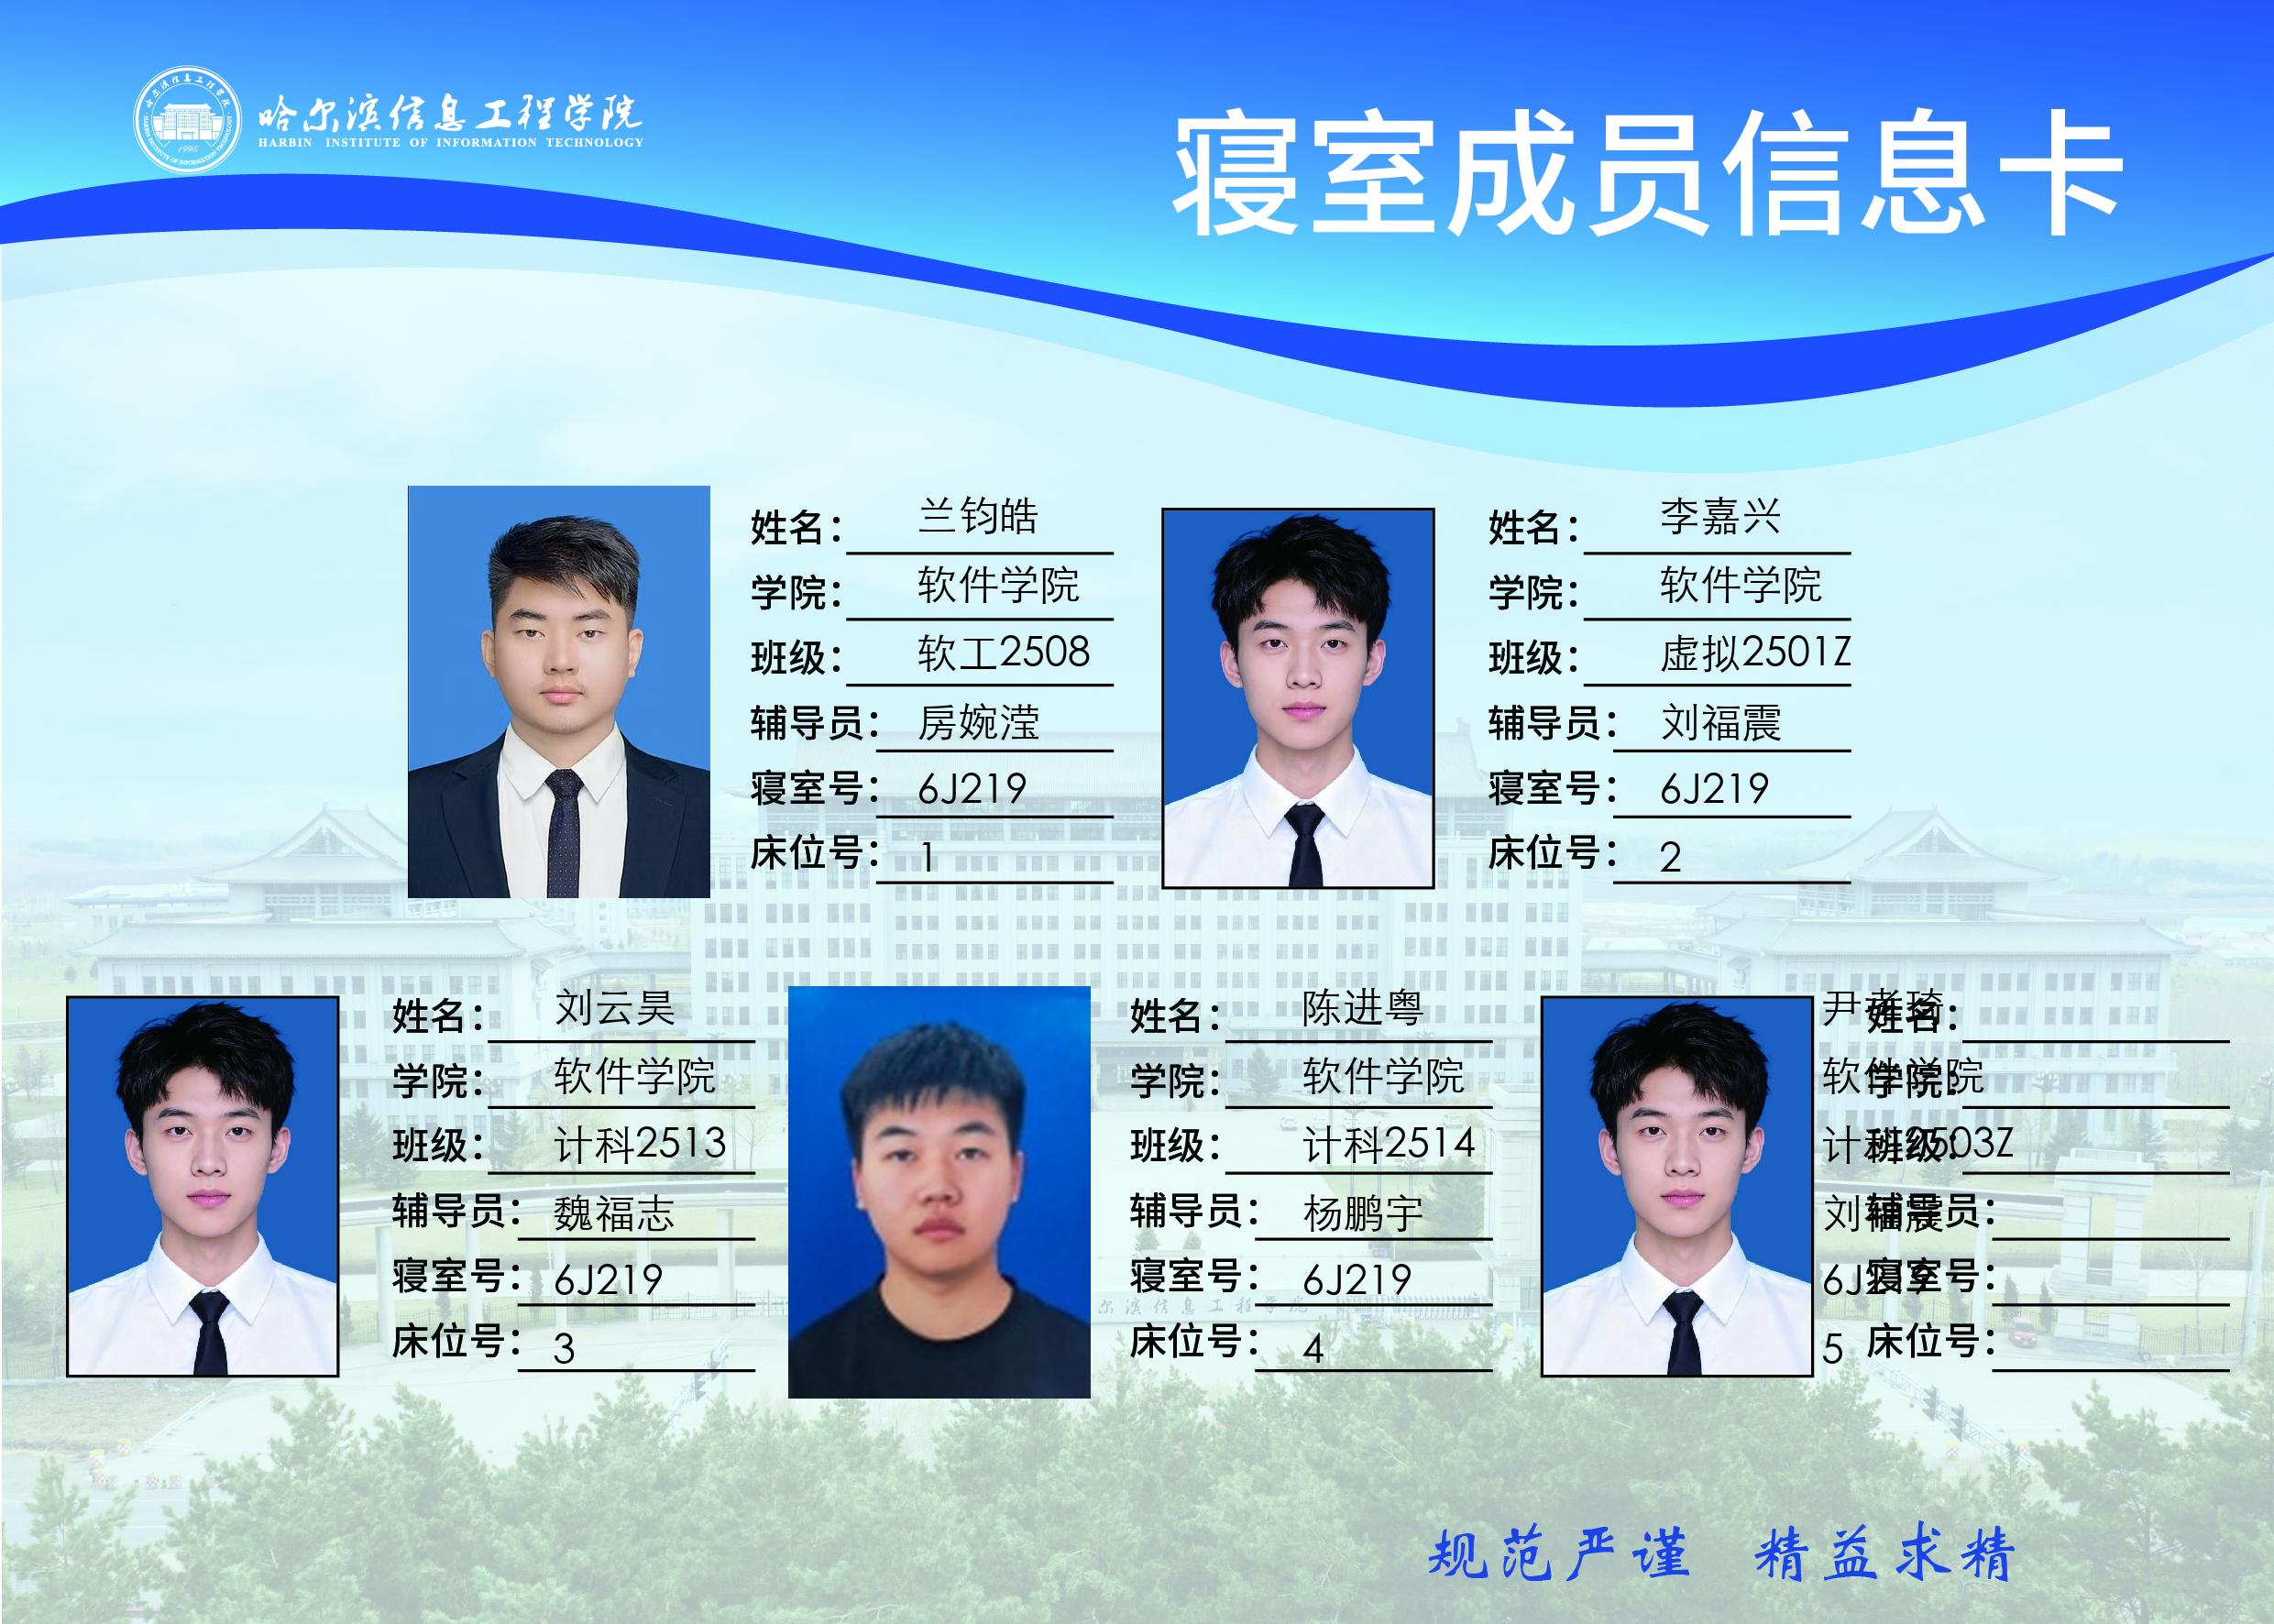 哈尔滨信息工程学院
HARBIN INSTITUTE OF INFORMATION TECHNOLOGY
1995
寝室成员信息卡
姓名：兰钧皓
学院：软件学院
班级：软工2508
辅导员：房婉滢
寝室号：6J219
床位号：1
姓名：李嘉兴
学院：软件学院
班级：虚拟2501Z
辅导员：刘福震
寝室号：6J219
床位号：2
姓名：刘云昊
学院：软件学院
班级：计科2513
辅导员：魏福志
寝室号：6J219
床位号：3
姓名：陈进粤
学院：软件学院
班级：计科2514
辅导员：杨鹏宇
寝室号：6J219
床位号：4
姓名：尹 琦
学院：软件学院
班级：计科2503Z
辅导员：刘福震
寝室号：6J219
床位号：5
尔滨信息工程学院
规范严谨 精益求精